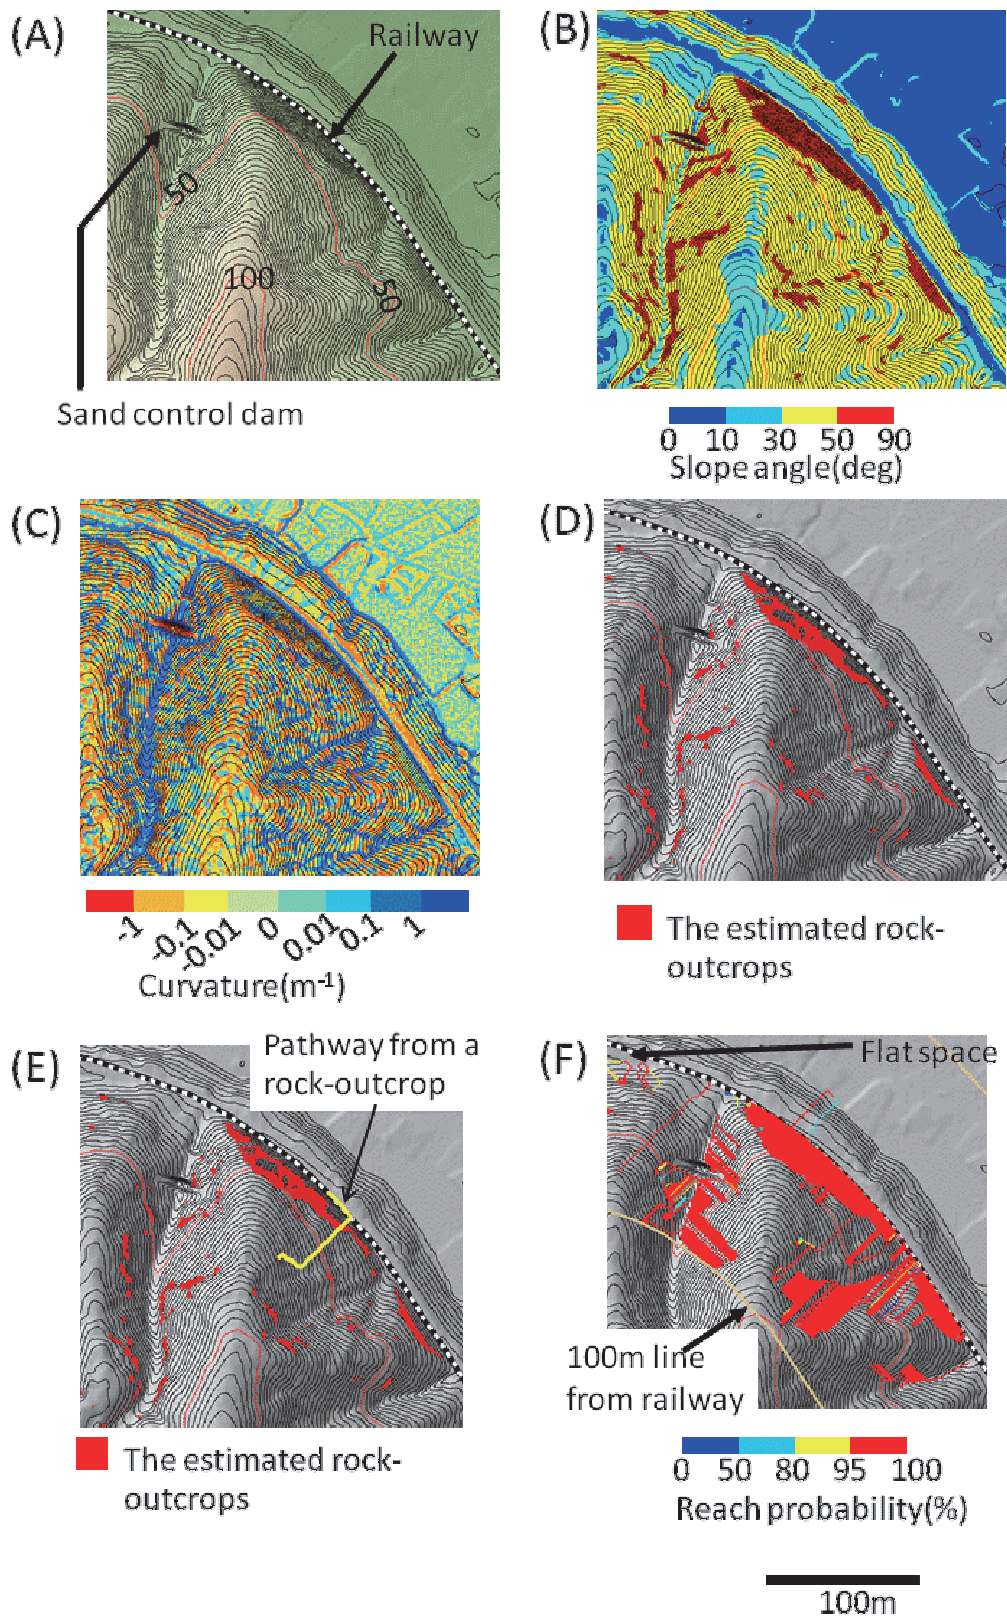 (A)
Railway
50
100
50
Sand control dam
(B)
0 10 30 50 90
Slope angle(deg)
(C)
-1 -0.1 -0.01 0 0.01 0.1 1
Curvature(m-1)
(D)
The estimated rock-
outcrops
(E)
Pathway from a
rock-outcrop
The estimated rock-
outcrops
(F)
Flat space
100m line
from railway
0 50 80 95 100
Reach probability(%)
100m